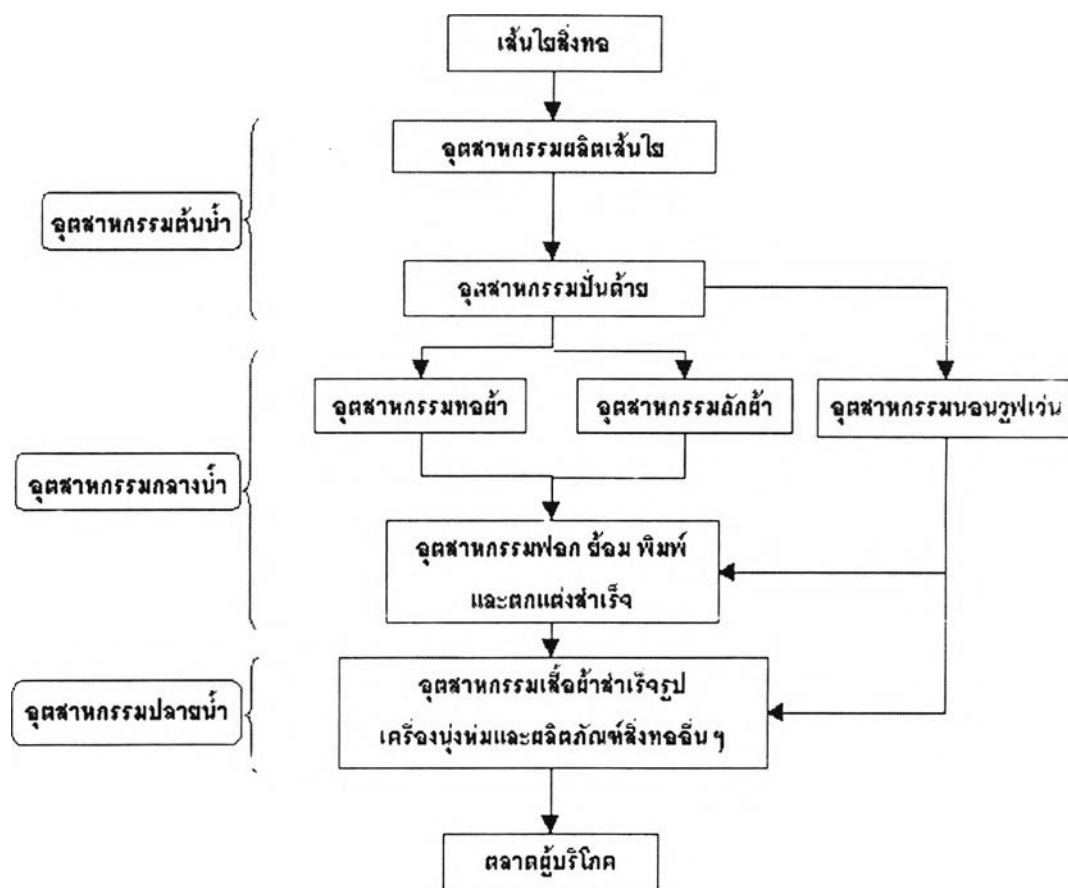 เส้นใยสิ่งทอ
อุตสาหกรรมผลิตเส้นใย
อุตสาหกรรมต้นน้ำ
อุตสาหกรรมปั่นด้าย
อุตสาหกรรมทอผ้า
อุตสาหกรรมถักผ้า
อุตสาหกรรมนอนวูฟเว่น
อุตสาหกรรมกลางน้ำ
อุตสาหกรรมฟอก ย้อม พิมพ์
และตกแต่งสำเร็จ
อุตสาหกรรมปลายน้ำ
อุตสาหกรรมเสื้อผ้าสำเร็จรูป
เครื่องนุ่งห่มและผลิตภัณฑ์สิ่งทออื่น ๆ
ตลาดผู้บริโภค